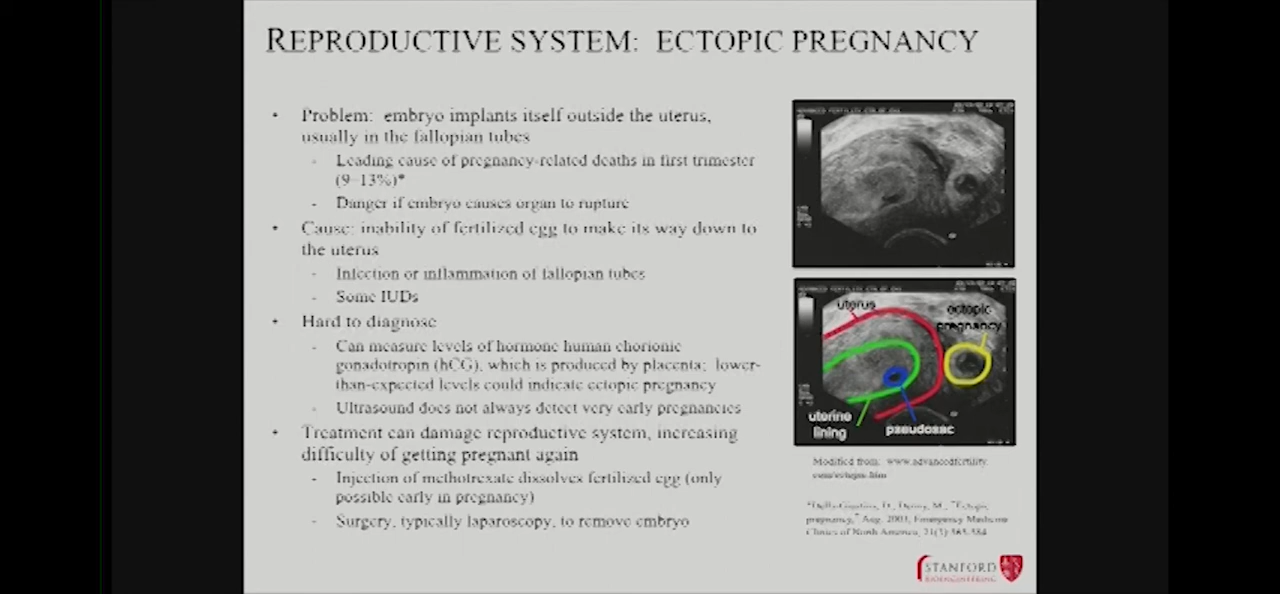 REPRODUCTIVE SYSTEM: ECTOPIC PREGNANCY
• Problem: embryo implants itself outside the uterus,
usually in the fallopian tubes
- Leading cause of pregnancy-related deaths in first trimester
(9-13%)*
- Danger if embryo causes organ to rupture
• Cause: inability of fertilized egg to make its way down to
the uterus
- Infection or inflammation of fallopian tubes
- Some IUDs
• Hard to diagnose
- Can measure levels of hormone human chorionic
gonadotropin (hCG), which is produced by placenta; lower-
than-expected levels could indicate ectopic pregnancy
- Ultrasound does not always detect very early pregnancies
• Treatment can damage reproductive system, increasing
difficulty of getting pregnant again
- Injection of methotrexate dissolves fertilized egg (only
possible early in pregnancy)
- Surgery, typically laparoscopy, to remove embryo
uterus
ectopic
pregnancy
uterine
lining
pseudosac
Modified from: www.advancedfertility.
com/ectopic.htm
D., Denny, M., "Ectopic
pregnancy," Aug. 2003, Emergency Medicine
Clinics of North America, 21(3):565-584
STANFORD
BIOENGINEERING